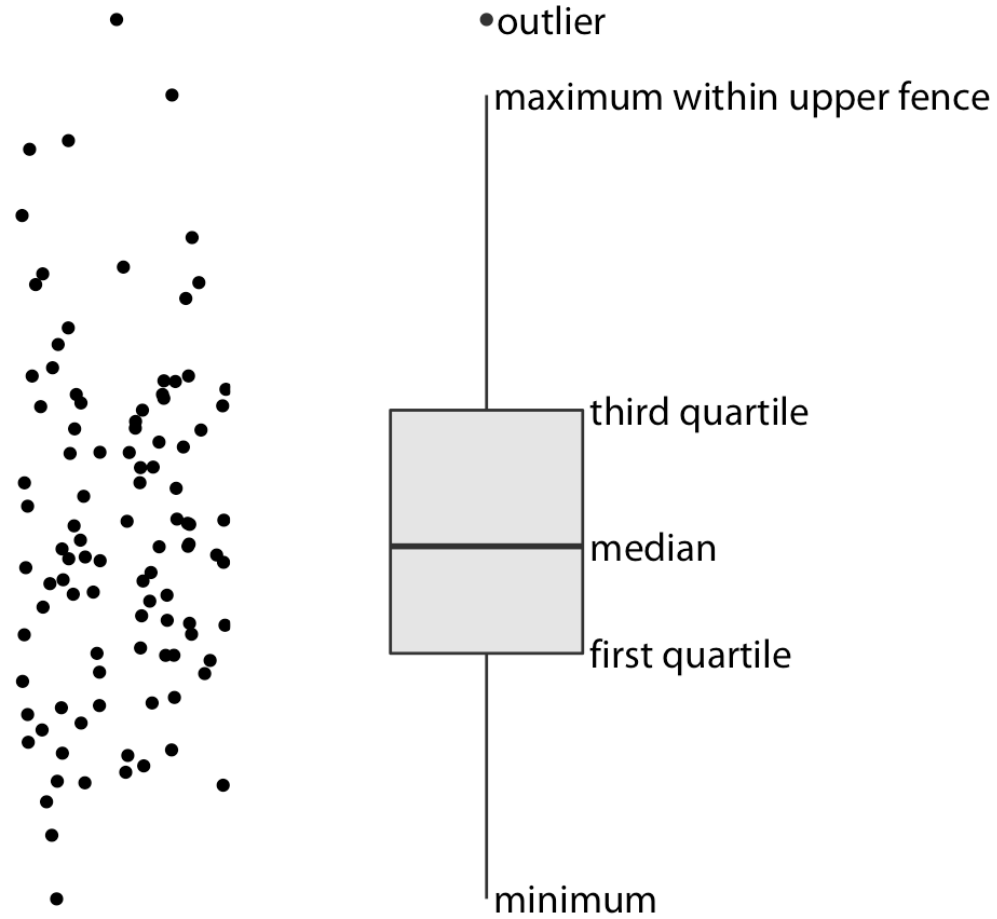 outlier
maximum within upper fence
third quartile
median
first quartile
minimum